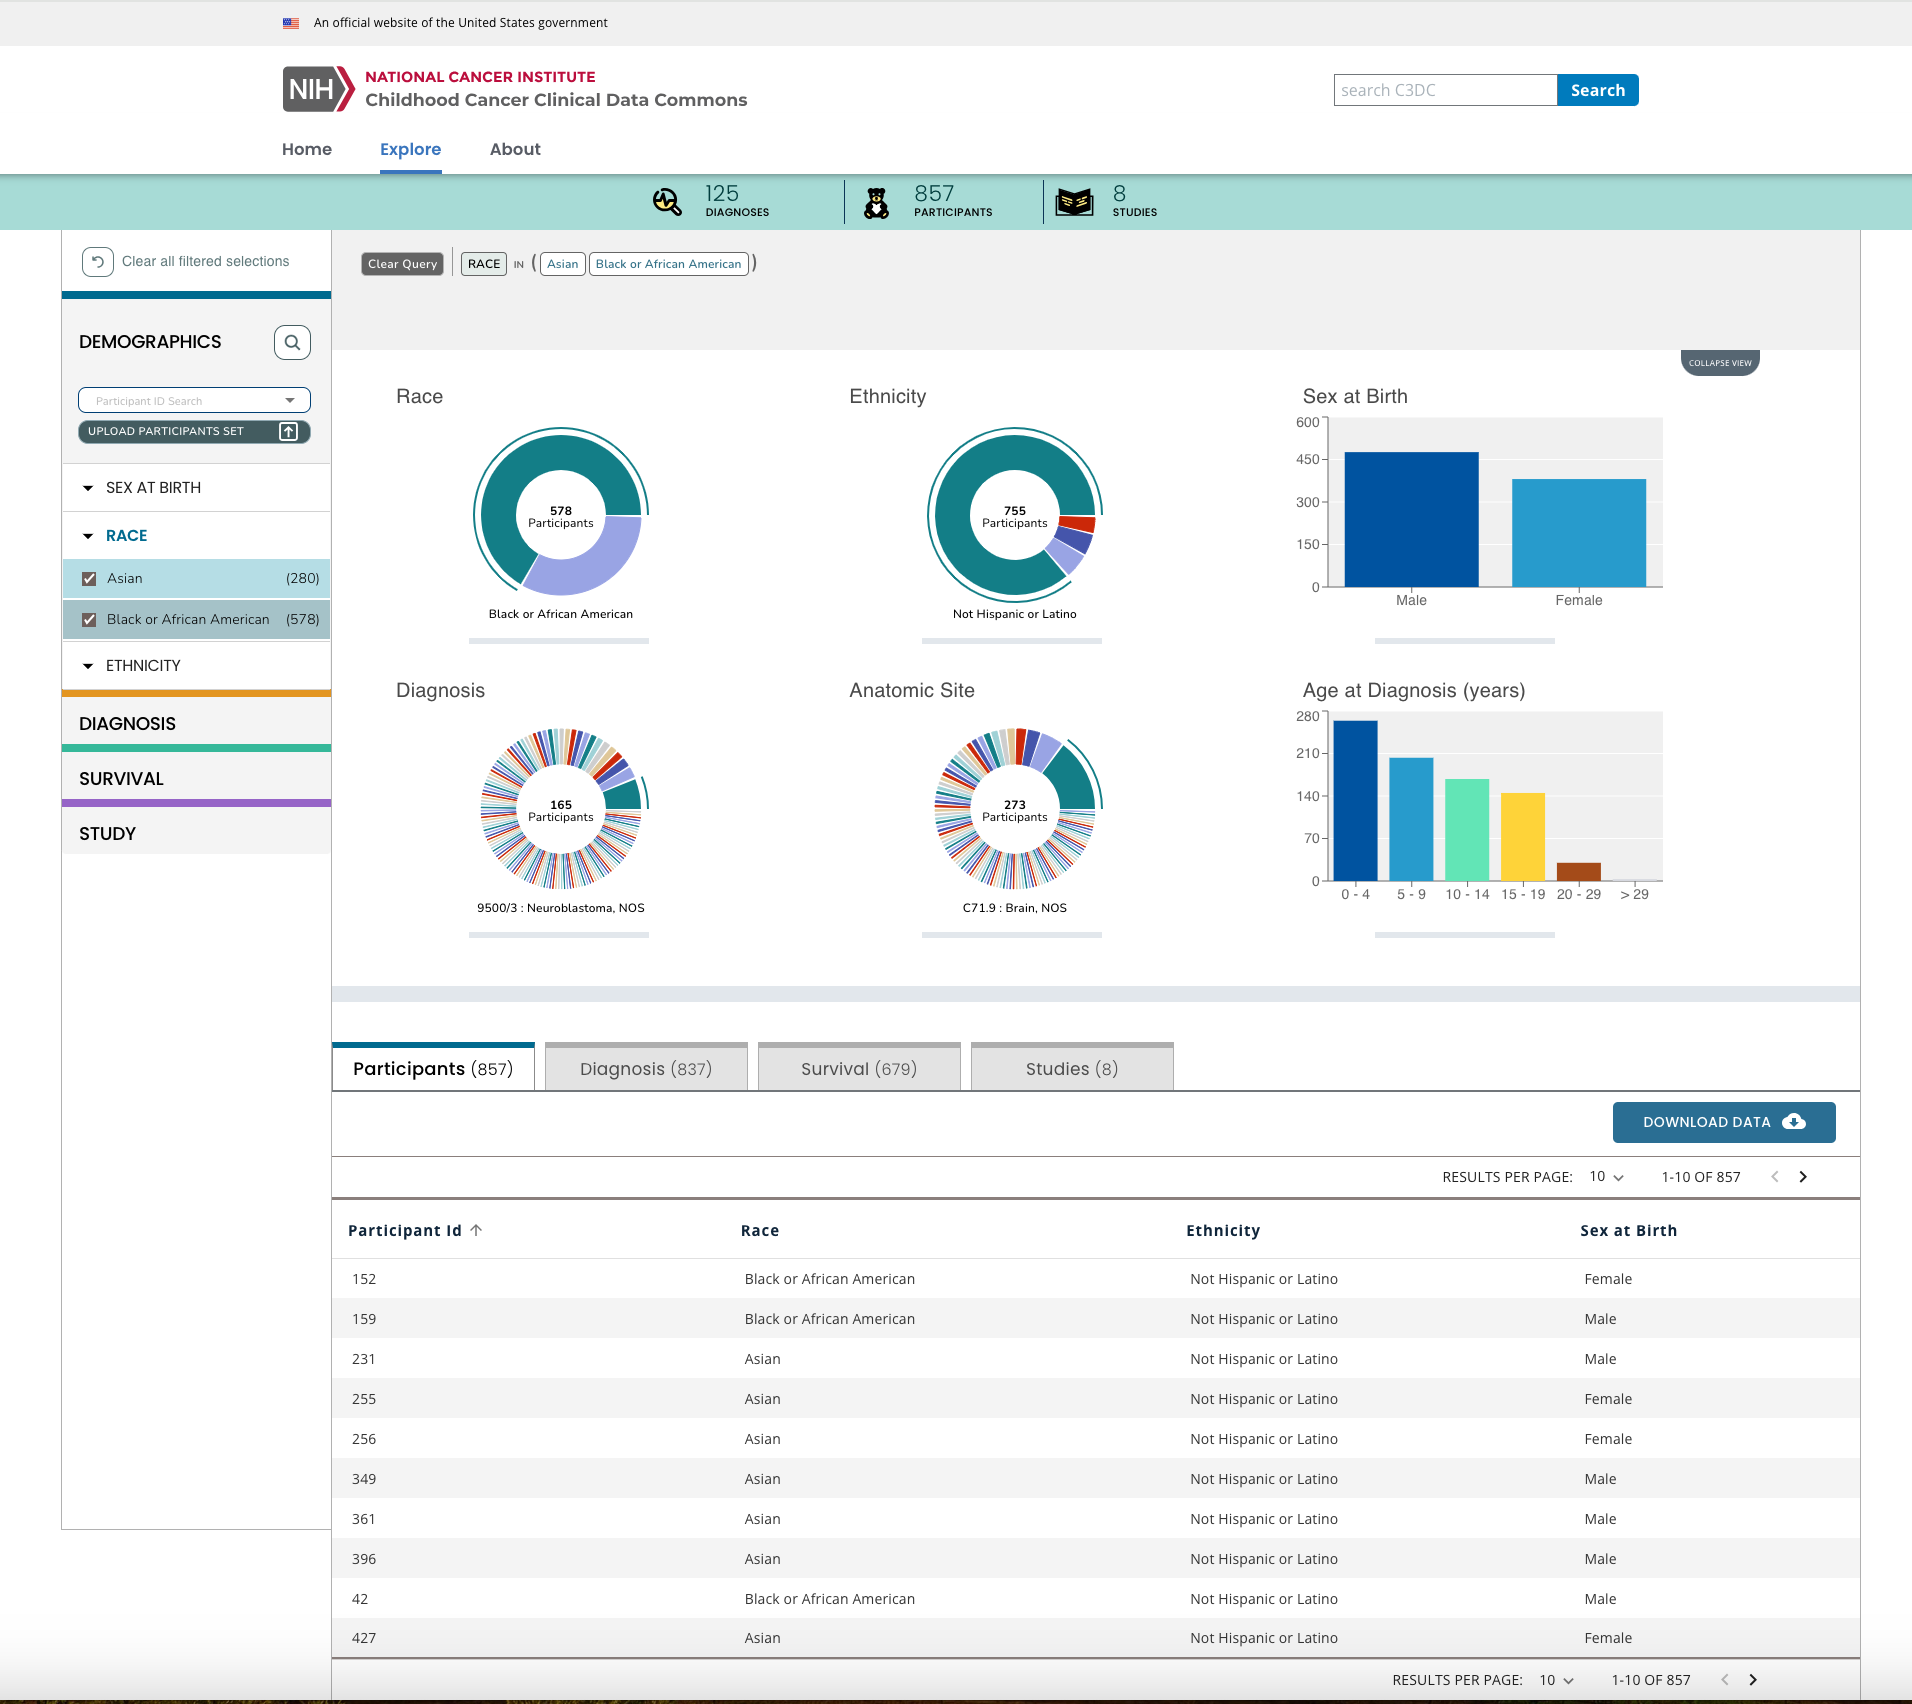 An official website of the United States government
NIH
NATIONAL CANCER INSTITUTE
Childhood Cancer Clinical Data Commons
search C3DC
Search
Home
Explore
About
125
DIAGNOSES
857
PARTICIPANTS
8
STUDIES
Clear all filtered selections
Clear Query
RACE IN ( Asian Black or African American )
DEMOGRAPHICS
Participant ID Search
UPLOAD PARTICIPANTS SET
SEX AT BIRTH
RACE
Asian (280)
Black or African American (578)
ETHNICITY
DIAGNOSIS
SURVIVAL
STUDY
COLLAPSE VIEW
Race
578
Participants
Black or African American
Ethnicity
755
Participants
Not Hispanic or Latino
Sex at Birth
600
450
300
150
0
Male Female
Diagnosis
165
Participants
9500/3 : Neuroblastoma, NOS
Anatomic Site
273
Participants
C71.9 : Brain, NOS
Age at Diagnosis (years)
280
210
140
70
0
0 - 4 5 - 9 10 - 14 15 - 19 20 - 29 > 29
Participants (857)
Diagnosis (837)
Survival (679)
Studies (8)
DOWNLOAD DATA
RESULTS PER PAGE: 10 1-10 OF 857
Participant Id Race Ethnicity Sex at Birth
152 Black or African American Not Hispanic or Latino Female
159 Black or African American Not Hispanic or Latino Male
231 Asian Not Hispanic or Latino Male
255 Asian Not Hispanic or Latino Female
256 Asian Not Hispanic or Latino Female
349 Asian Not Hispanic or Latino Male
361 Asian Not Hispanic or Latino Male
396 Asian Not Hispanic or Latino Male
42 Black or African American Not Hispanic or Latino Male
427 Asian Not Hispanic or Latino Female
RESULTS PER PAGE: 10 1-10 OF 857